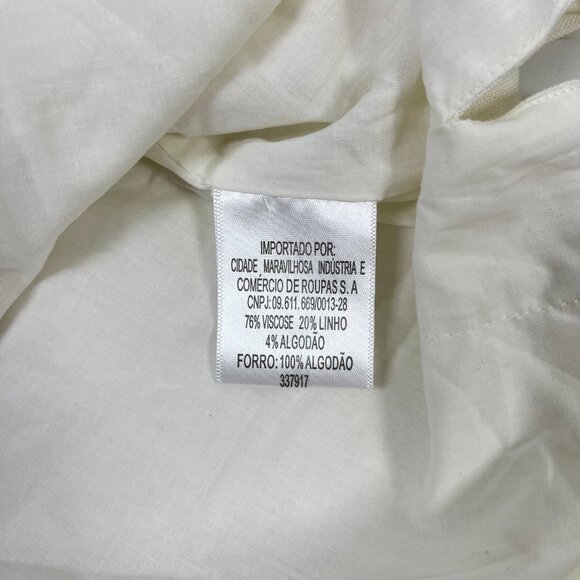 IMPORTADO POR:
CIDADE MARAVILHOSA INDÚSTRIA E
COMÉRCIO DE ROUPAS S. A
CNPJ: 09.611.669/0013-28
76% VISCOSE 20% LINHO
4% ALGODÃO
FORRO: 100% ALGODÃO
337917